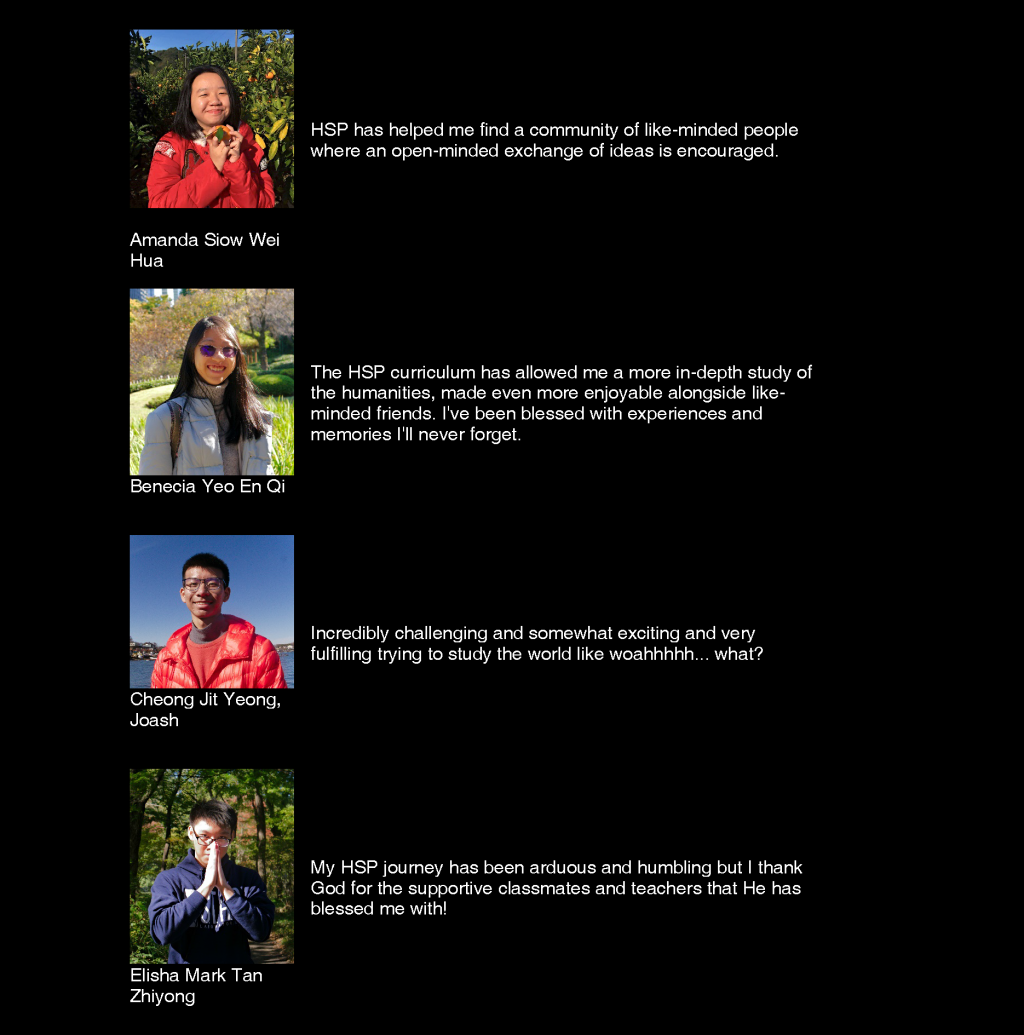 HSP has helped me find a community of like-minded people
where an open-minded exchange of ideas is encouraged.
Amanda Siow Wei
Hua
The HSP curriculum has allowed me a more in-depth study of
the humanities, made even more enjoyable alongside like-
minded friends. I've been blessed with experiences and
memories I'll never forget.
Benecia Yeo En Qi
Incredibly challenging and somewhat exciting and very
fulfilling trying to study the world like woahhhhh... what?
Cheong Jit Yeong,
Joash
My HSP journey has been arduous and humbling but I thank
God for the supportive classmates and teachers that He has
blessed me with!
Elisha Mark Tan
Zhiyong